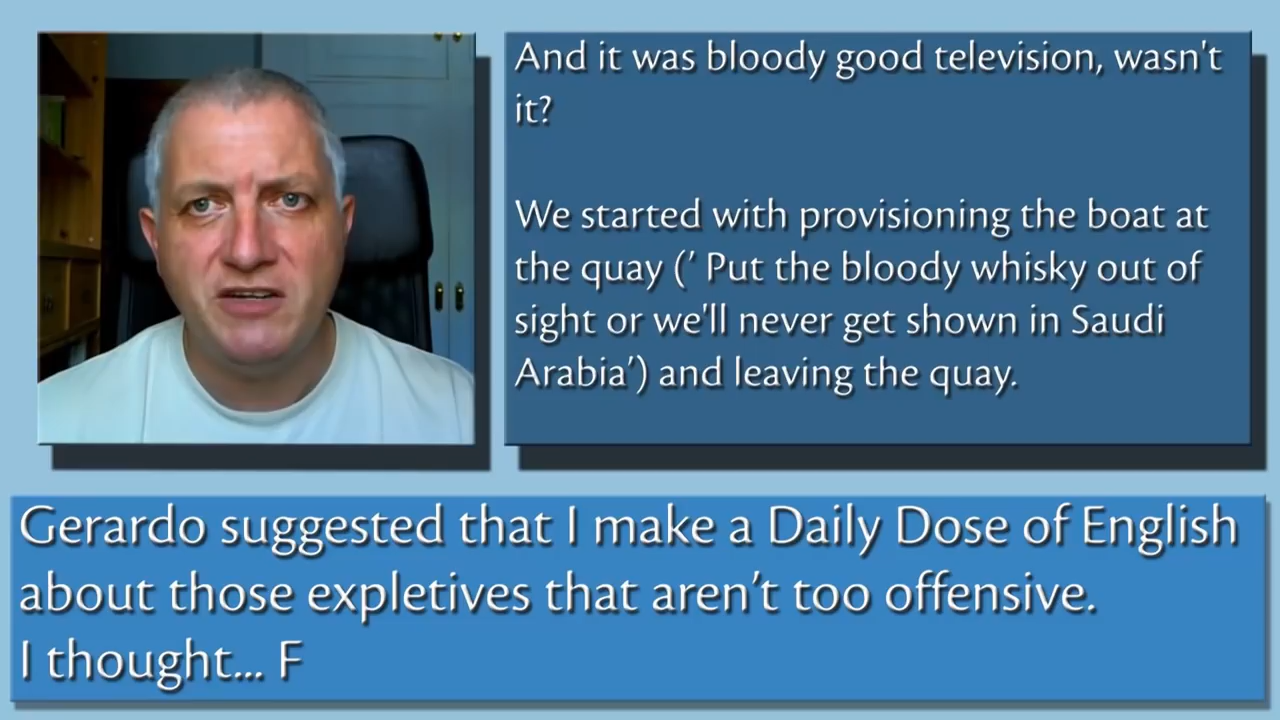 And it was bloody good television, wasn't
it?
We started with provisioning the boat at
the quay (′ Put the bloody whisky out of
sight or we'll never get shown in Saudi
Arabia′) and leaving the quay.
Gerardo suggested that I make a Daily Dose of English
about those expletives that aren’t too offensive.
I thought... F